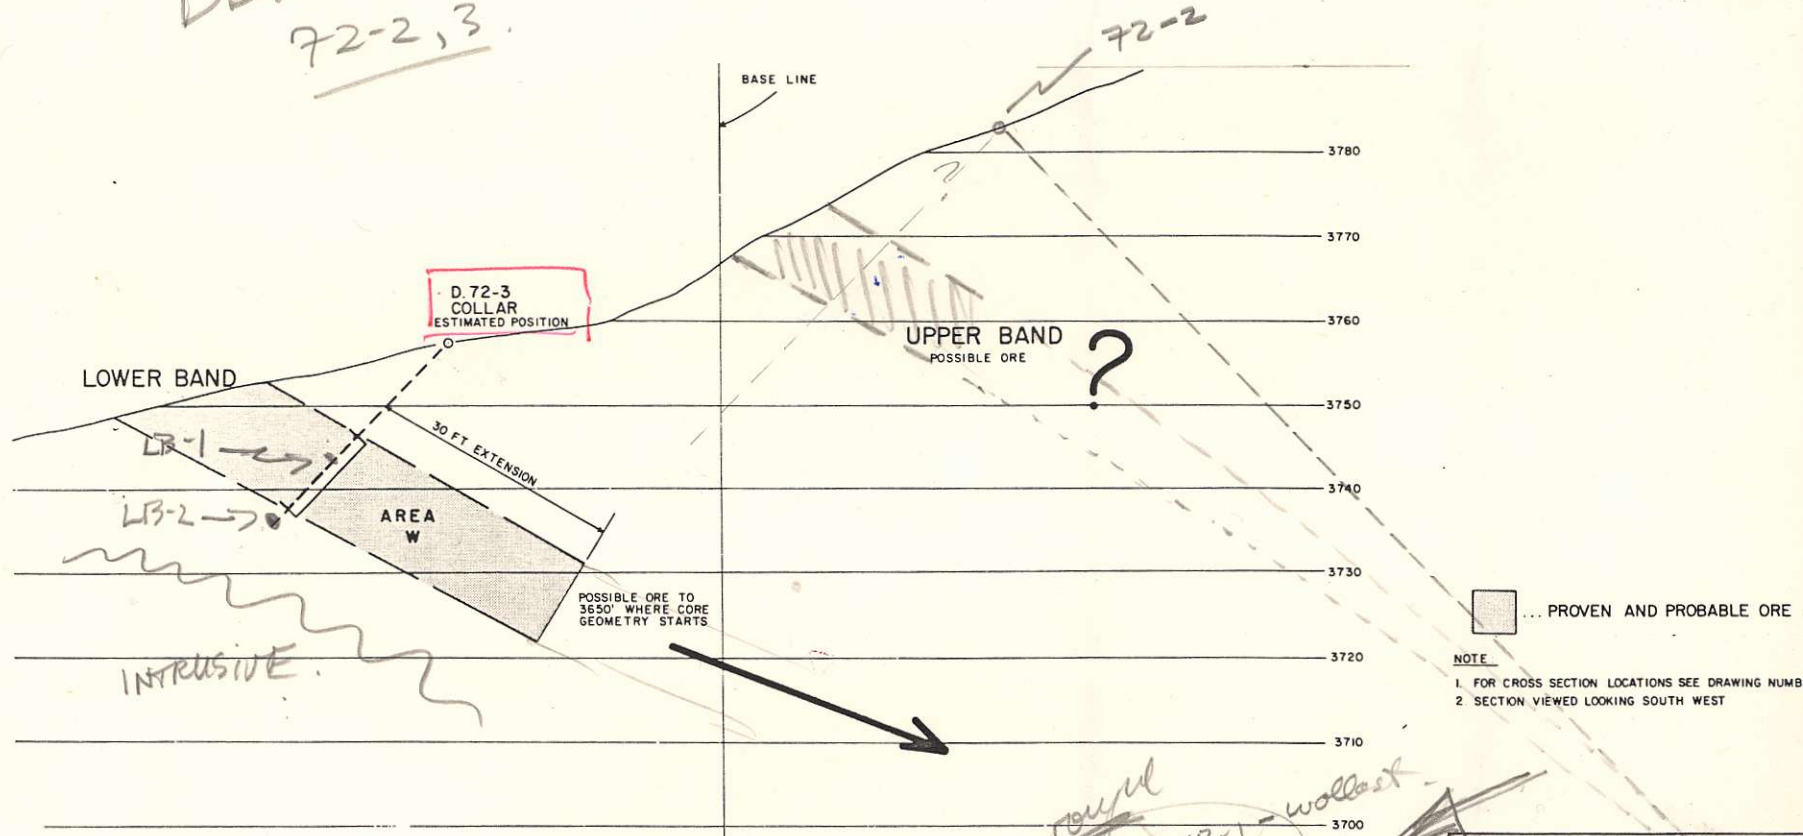 72-2, 3.
72-2
BASE LINE
3780
3770
D. 72-3
COLLAR
ESTIMATED POSITION
3760
UPPER BAND
POSSIBLE ORE
?
LOWER BAND
3750
30 FT EXTENSION
LB-1
3740
LB-2
AREA
W
3730
POSSIBLE ORE TO
3650' WHERE CORE
GEOMETRY STARTS
... PROVEN AND PROBABLE ORE
INTRUSIVE.
3720
NOTE
1. FOR CROSS SECTION LOCATIONS SEE DRAWING NUMB
2. SECTION VIEWED LOOKING SOUTH WEST
3710
- wollast.
3700